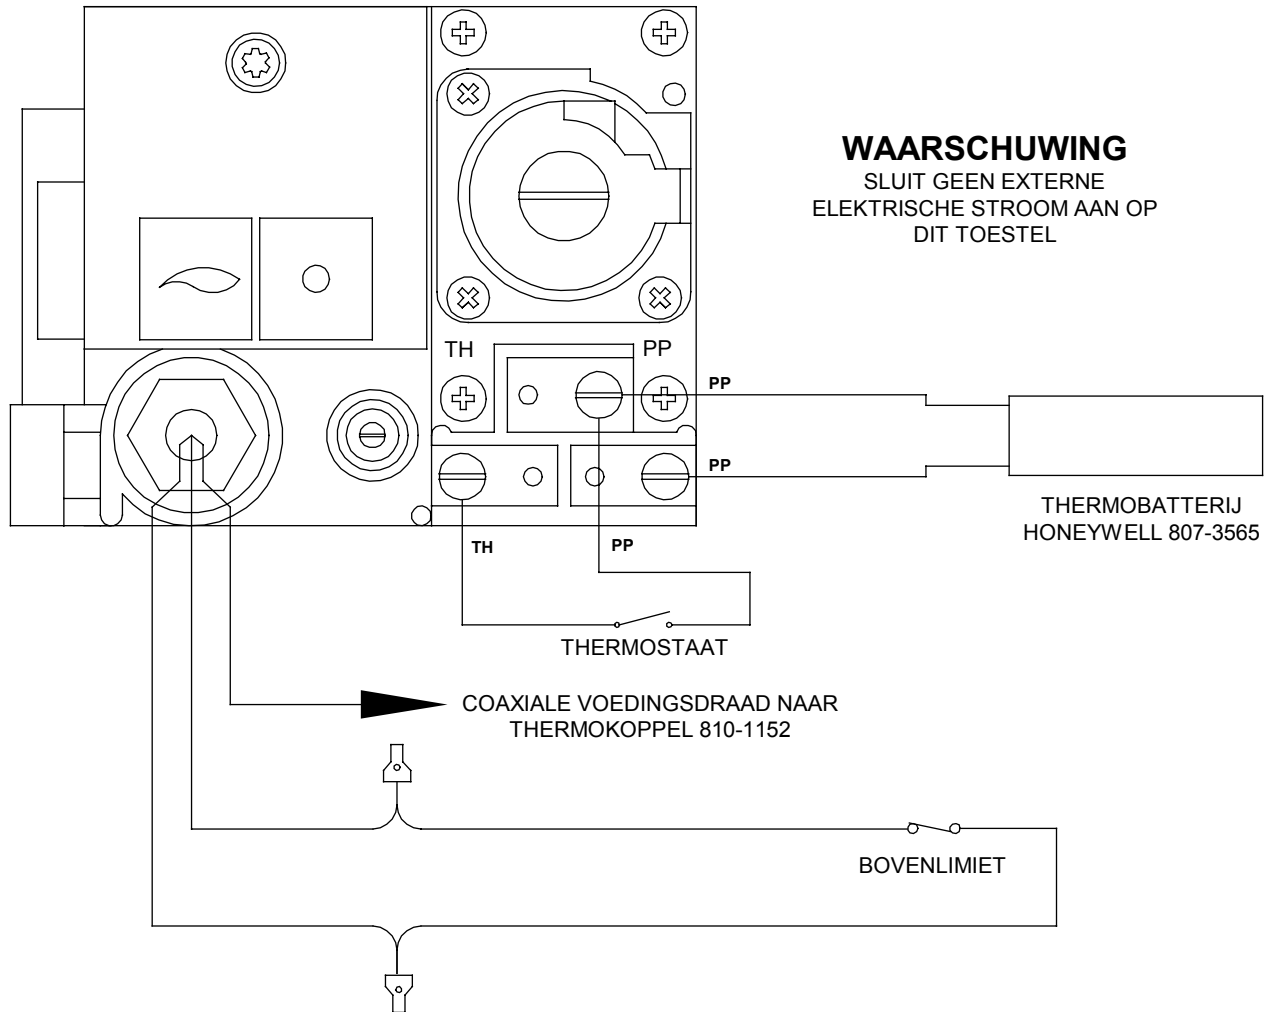 WAARSCHUWING
SLUIT GEEN EXTERNE
ELEKTRISCHE STROOM AAN OP
DIT TOESTEL
TH
PP
PP
PP
THERMOBATTERIJ
HONEYWELL 807-3565
TH
PP
THERMOSTAAT
COAXIALE VOEDINGSDRAAD NAAR
THERMOKOPPEL 810-1152
BOVENLIMIET